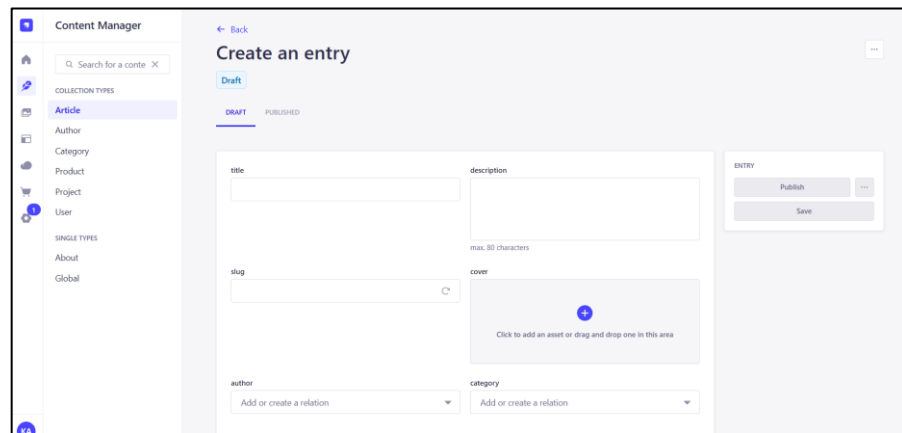 Content Manager
Search for a conte
COLLECTION TYPES
Article
Author
Category
Product
Project
User
SINGLE TYPES
About
Global
1
KA
← Back
Create an entry
Draft
DRAFT PUBLISHED
title
description
max. 80 characters
slug
cover
Click to add an asset or drag and drop one in this area
author
Add or create a relation
category
Add or create a relation
ENTRY
Publish
Save